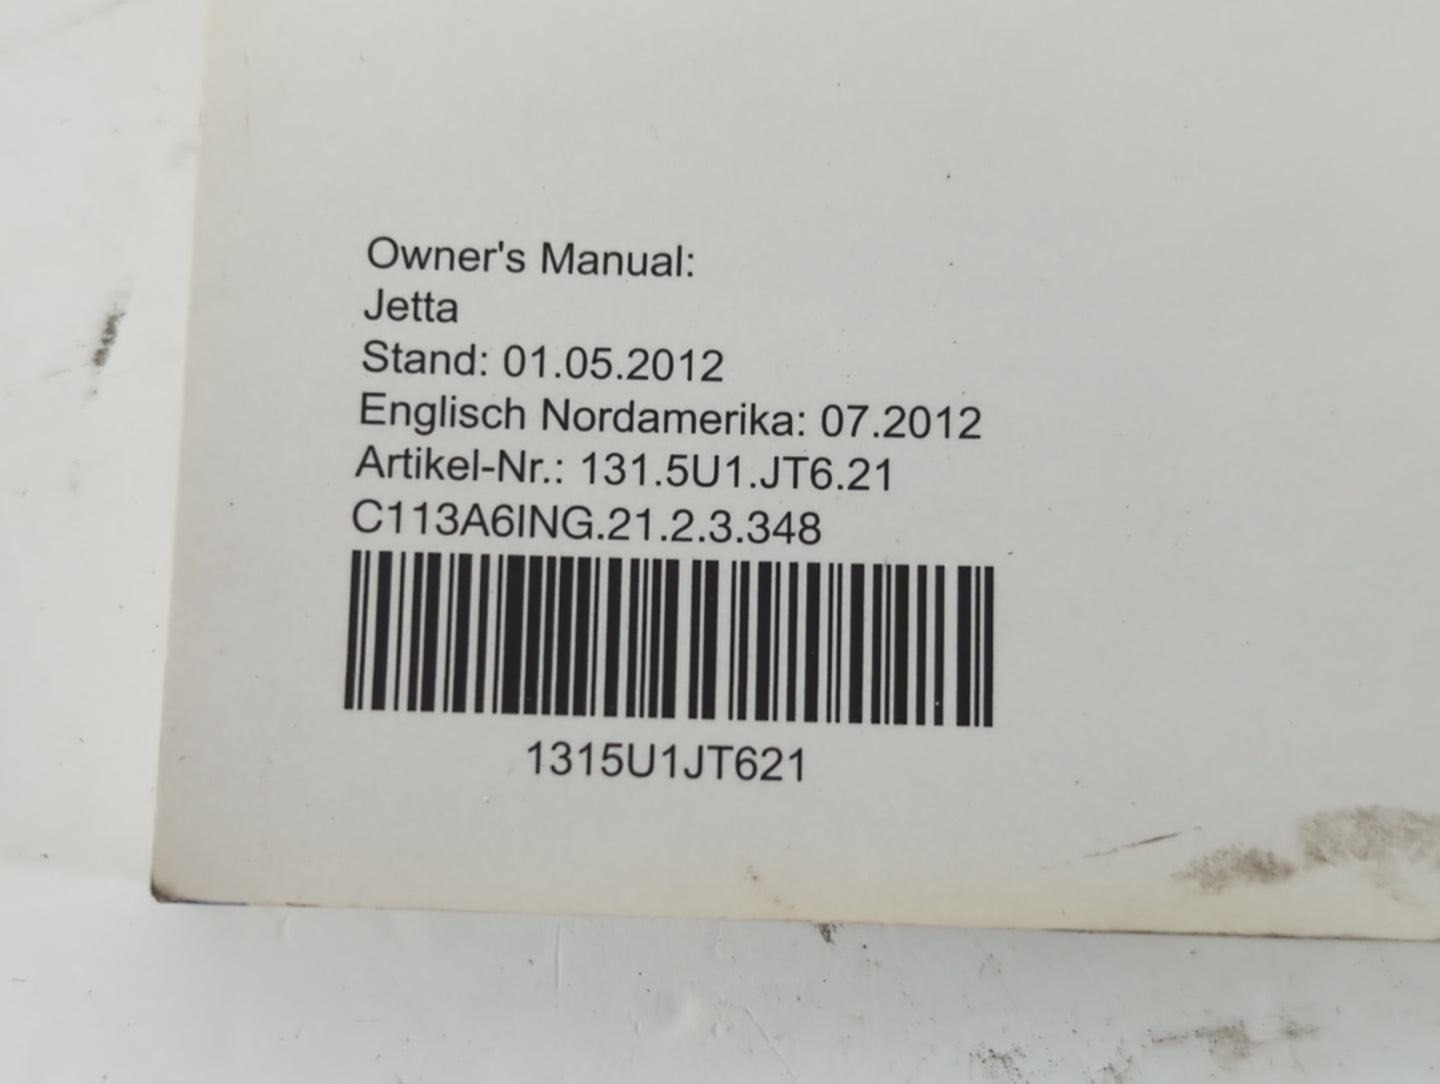 Owner's Manual:
Jetta
Stand: 01.05.2012
Englisch Nordamerika: 07.2012
Artikel-Nr.: 131.5U1.JT6.21
C113A6ING.21.2.3.348
1315U1JT621